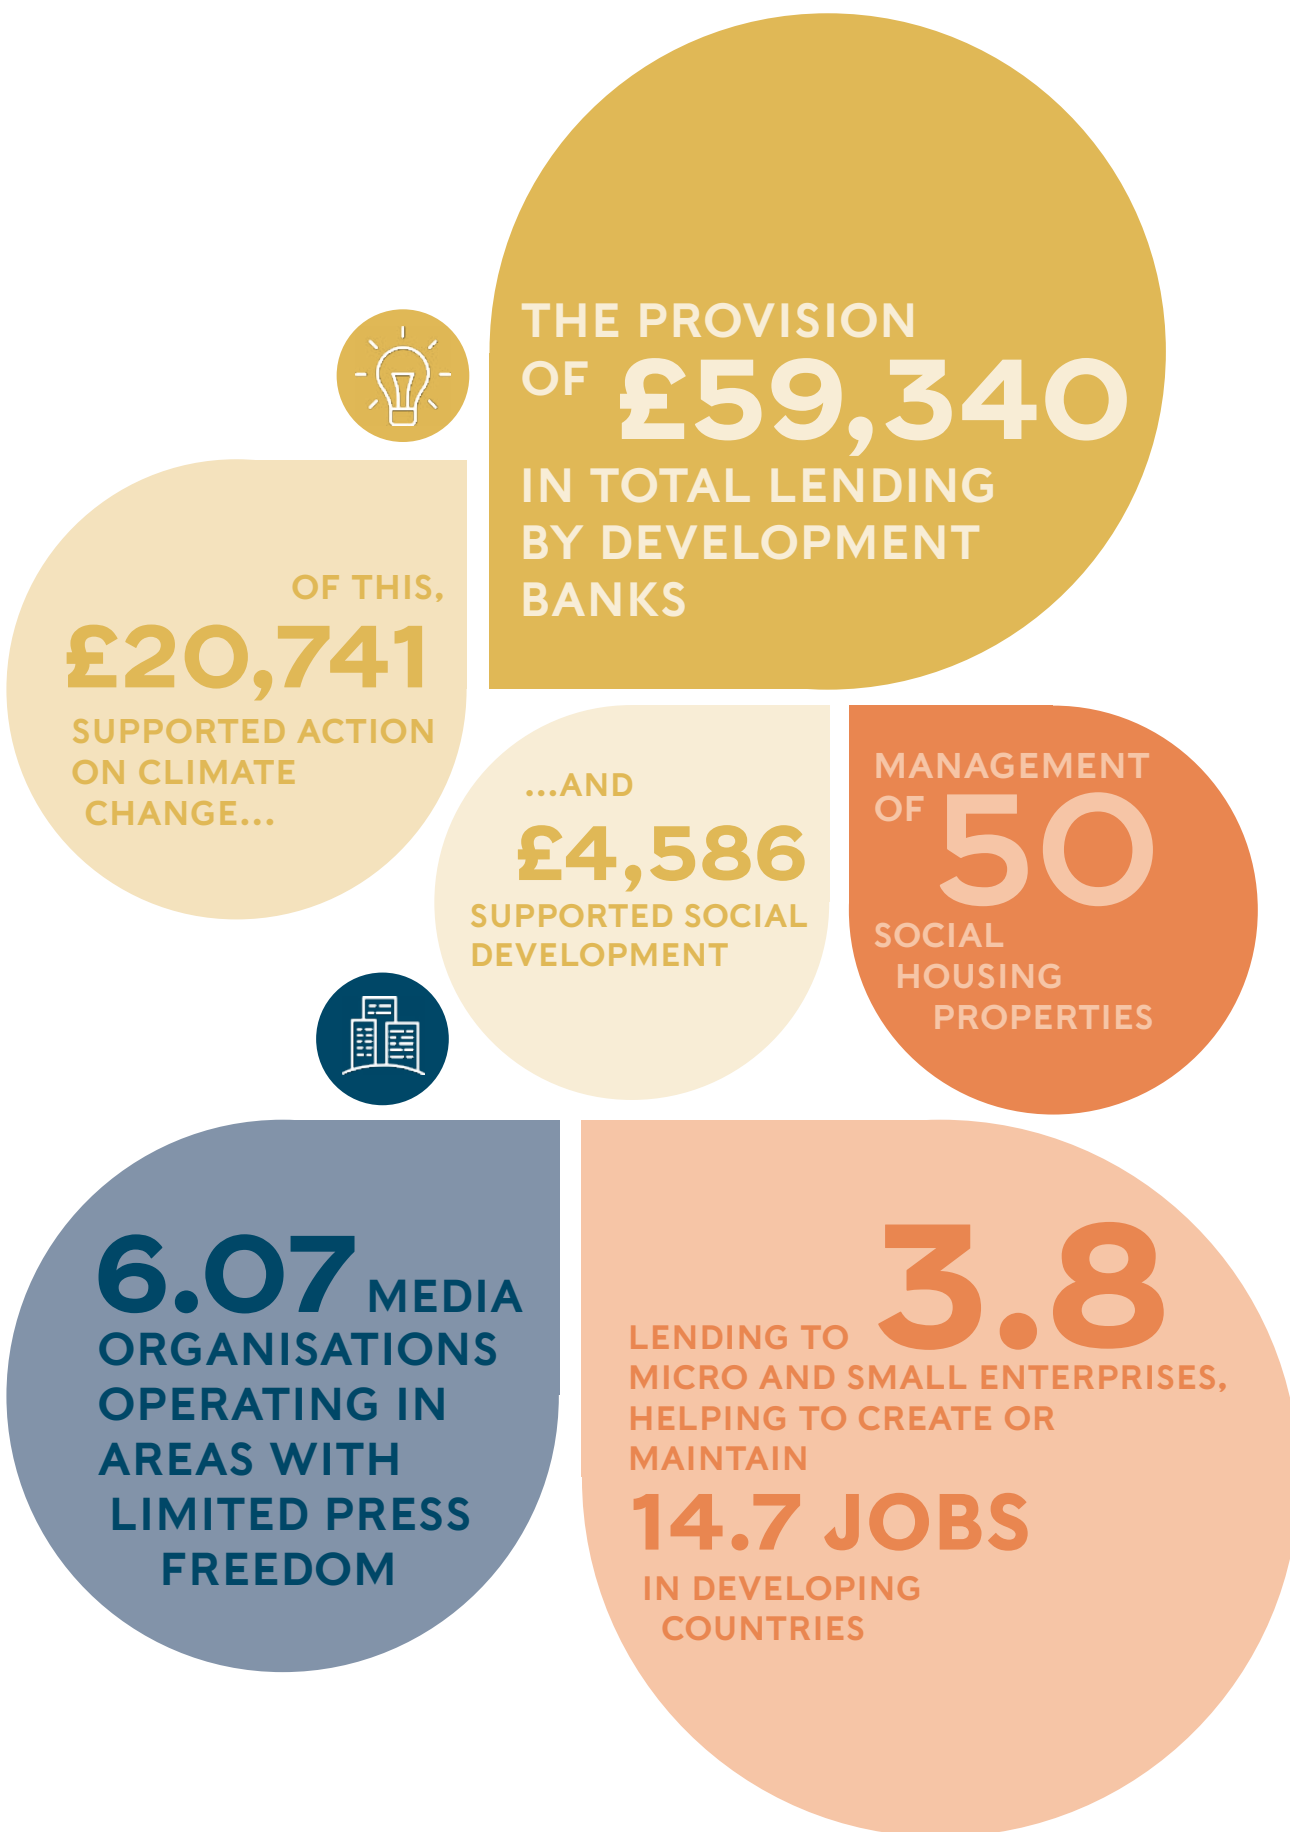 THE PROVISION
OF £59,340
IN TOTAL LENDING
BY DEVELOPMENT
BANKS
OF THIS,
£20,741
SUPPORTED ACTION
ON CLIMATE
CHANGE...
...AND
£4,586
SUPPORTED SOCIAL
DEVELOPMENT
MANAGEMENT
OF 50
SOCIAL
HOUSING
PROPERTIES
6.07 MEDIA
ORGANISATIONS
OPERATING IN
AREAS WITH
LIMITED PRESS
FREEDOM
LENDING TO 3.8
MICRO AND SMALL ENTERPRISES,
HELPING TO CREATE OR
MAINTAIN
14.7 JOBS
IN DEVELOPING
COUNTRIES